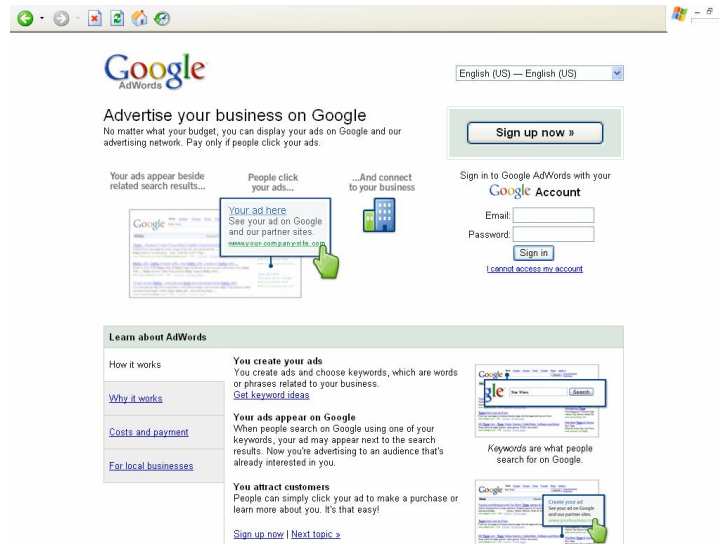 Google
AdWords
English (US) — English (US)
Advertise your business on Google
No matter what your budget, you can display your ads on Google and our
advertising network. Pay only if people click your ads.
Sign up now »
Your ads appear beside
related search results...
People click
your ads...
...And connect
to your business
Google
Your ad here
See your ad on Google
and our partner sites.
www.your-company-site.com
Sign in to Google AdWords with your
Google Account
Email:
Password:
Sign in
I cannot access my account
Learn about AdWords
How it works
Why it works
Costs and payment
For local businesses
You create your ads
You create ads and choose keywords, which are words
or phrases related to your business.
Get keyword ideas
Your ads appear on Google
When people search on Google using one of your
keywords, your ad may appear next to the search
results. Now you're advertising to an audience that's
already interested in you.
You attract customers
People can simply click your ad to make a purchase or
learn more about you. It's that easy!
Sign up now | Next topic »
Google
gle
Search
Keywords are what people
search for on Google.
Google
Create your ad
See your ad on Google
and our partner sites.